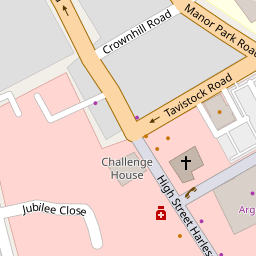 Crownhill Road
Manor Park Road
Tavistock Road
Challenge
House
High Street Harles
Arg
Jubilee Close